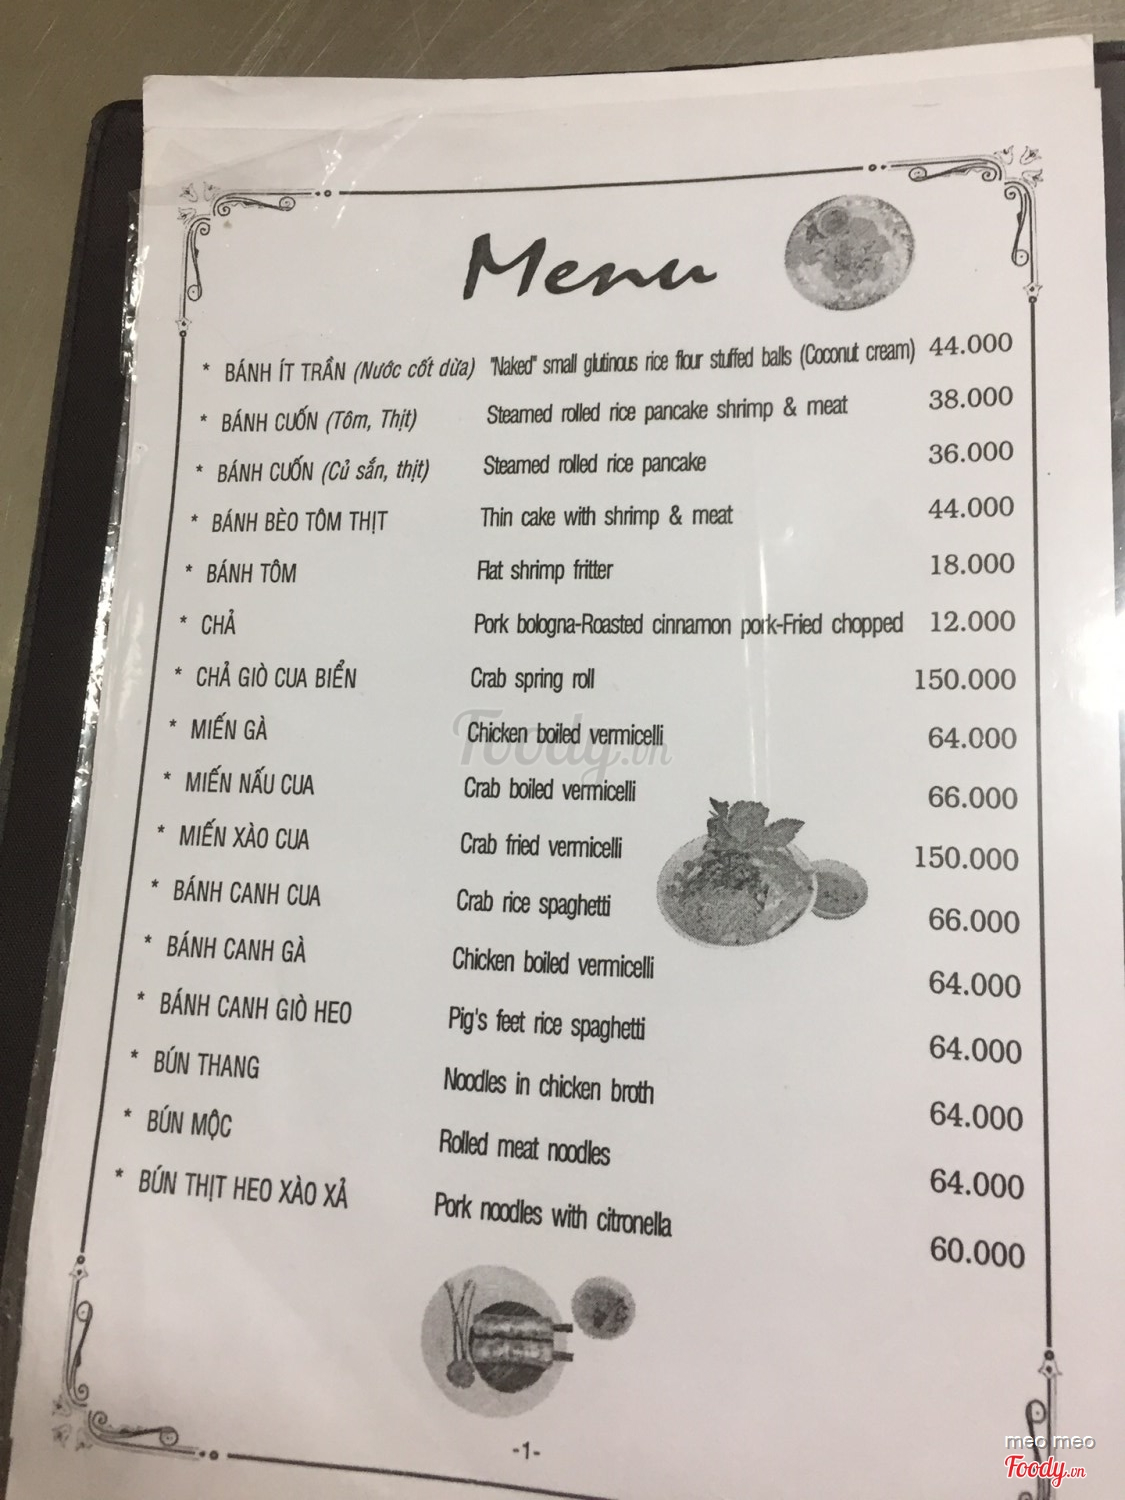 Menu
* BÁNH ÍT TRẦN (Nước cốt dừa) "Naked" small glutinous rice flour stuffed balls (Coconut cream) 44.000
* BÁNH CUỐN (Tôm, Thịt) Steamed rolled rice pancake shrimp & meat 38.000
* BÁNH CUỐN (Củ sắn, thịt) Steamed rolled rice pancake 36.000
* BÁNH BÈO TÔM THỊT Thin cake with shrimp & meat 44.000
* BÁNH TÔM Flat shrimp fritter 18.000
* CHẢ Pork bologna-Roasted cinnamon pork-Fried chopped 12.000
* CHẢ GIÒ CUA BIỂN Crab spring roll 150.000
* MIẾN GÀ Chicken boiled vermicelli 64.000
* MIẾN NẤU CUA Crab boiled vermicelli 66.000
* MIẾN XÀO CUA Crab fried vermicelli 150.000
* BÁNH CANH CUA Crab rice spaghetti 66.000
* BÁNH CANH GÀ Chicken boiled vermicelli 64.000
* BÁNH CANH GIÒ HEO Pig's feet rice spaghetti 64.000
* BÚN THANG Noodles in chicken broth 64.000
* BÚN MỘC Rolled meat noodles 64.000
* BÚN THỊT HEO XÀO XẢ Pork noodles with citronella 60.000
-1-
Foody.vn
meo meo
Foody.vn